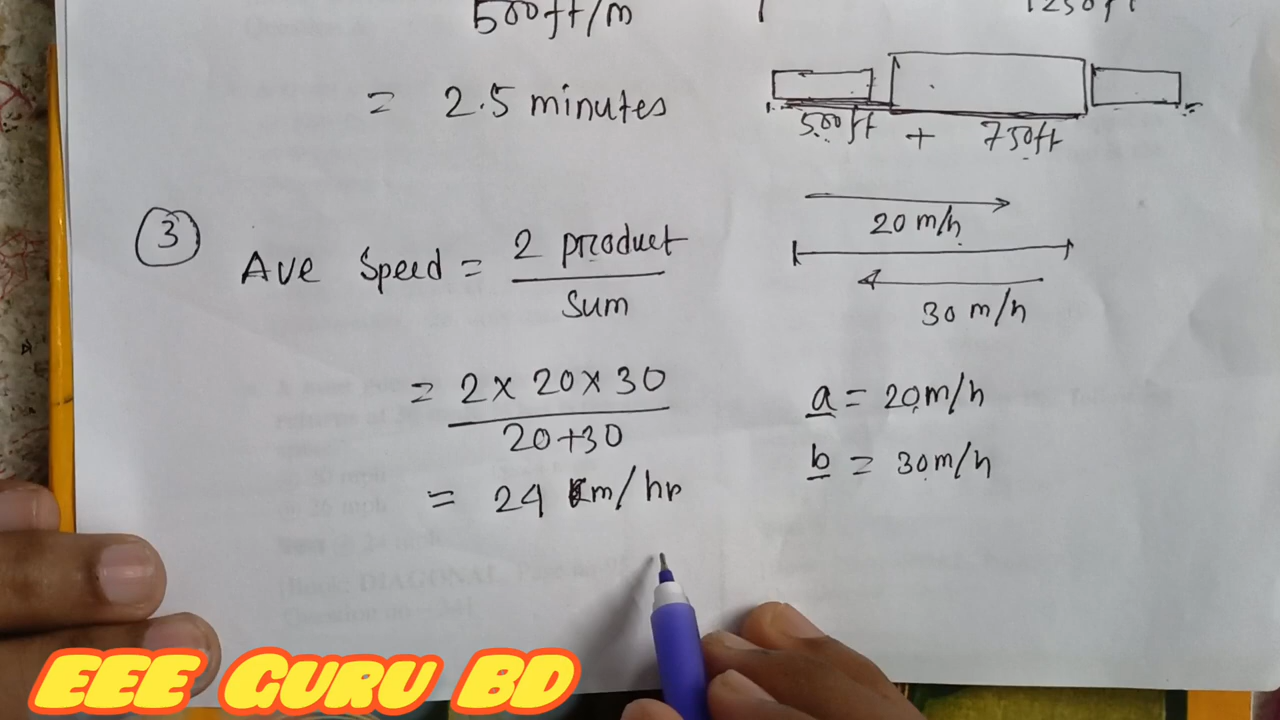 500ft/m
1250ft
= 2.5 minutes
500ft + 750ft
3
Ave Speed = 2 product
Sum
20 m/h
30 m/h
= 2 x 20 x 30
20+30
a = 20m/h
b = 30m/h
= 24 km/hr
EEE GURU BD